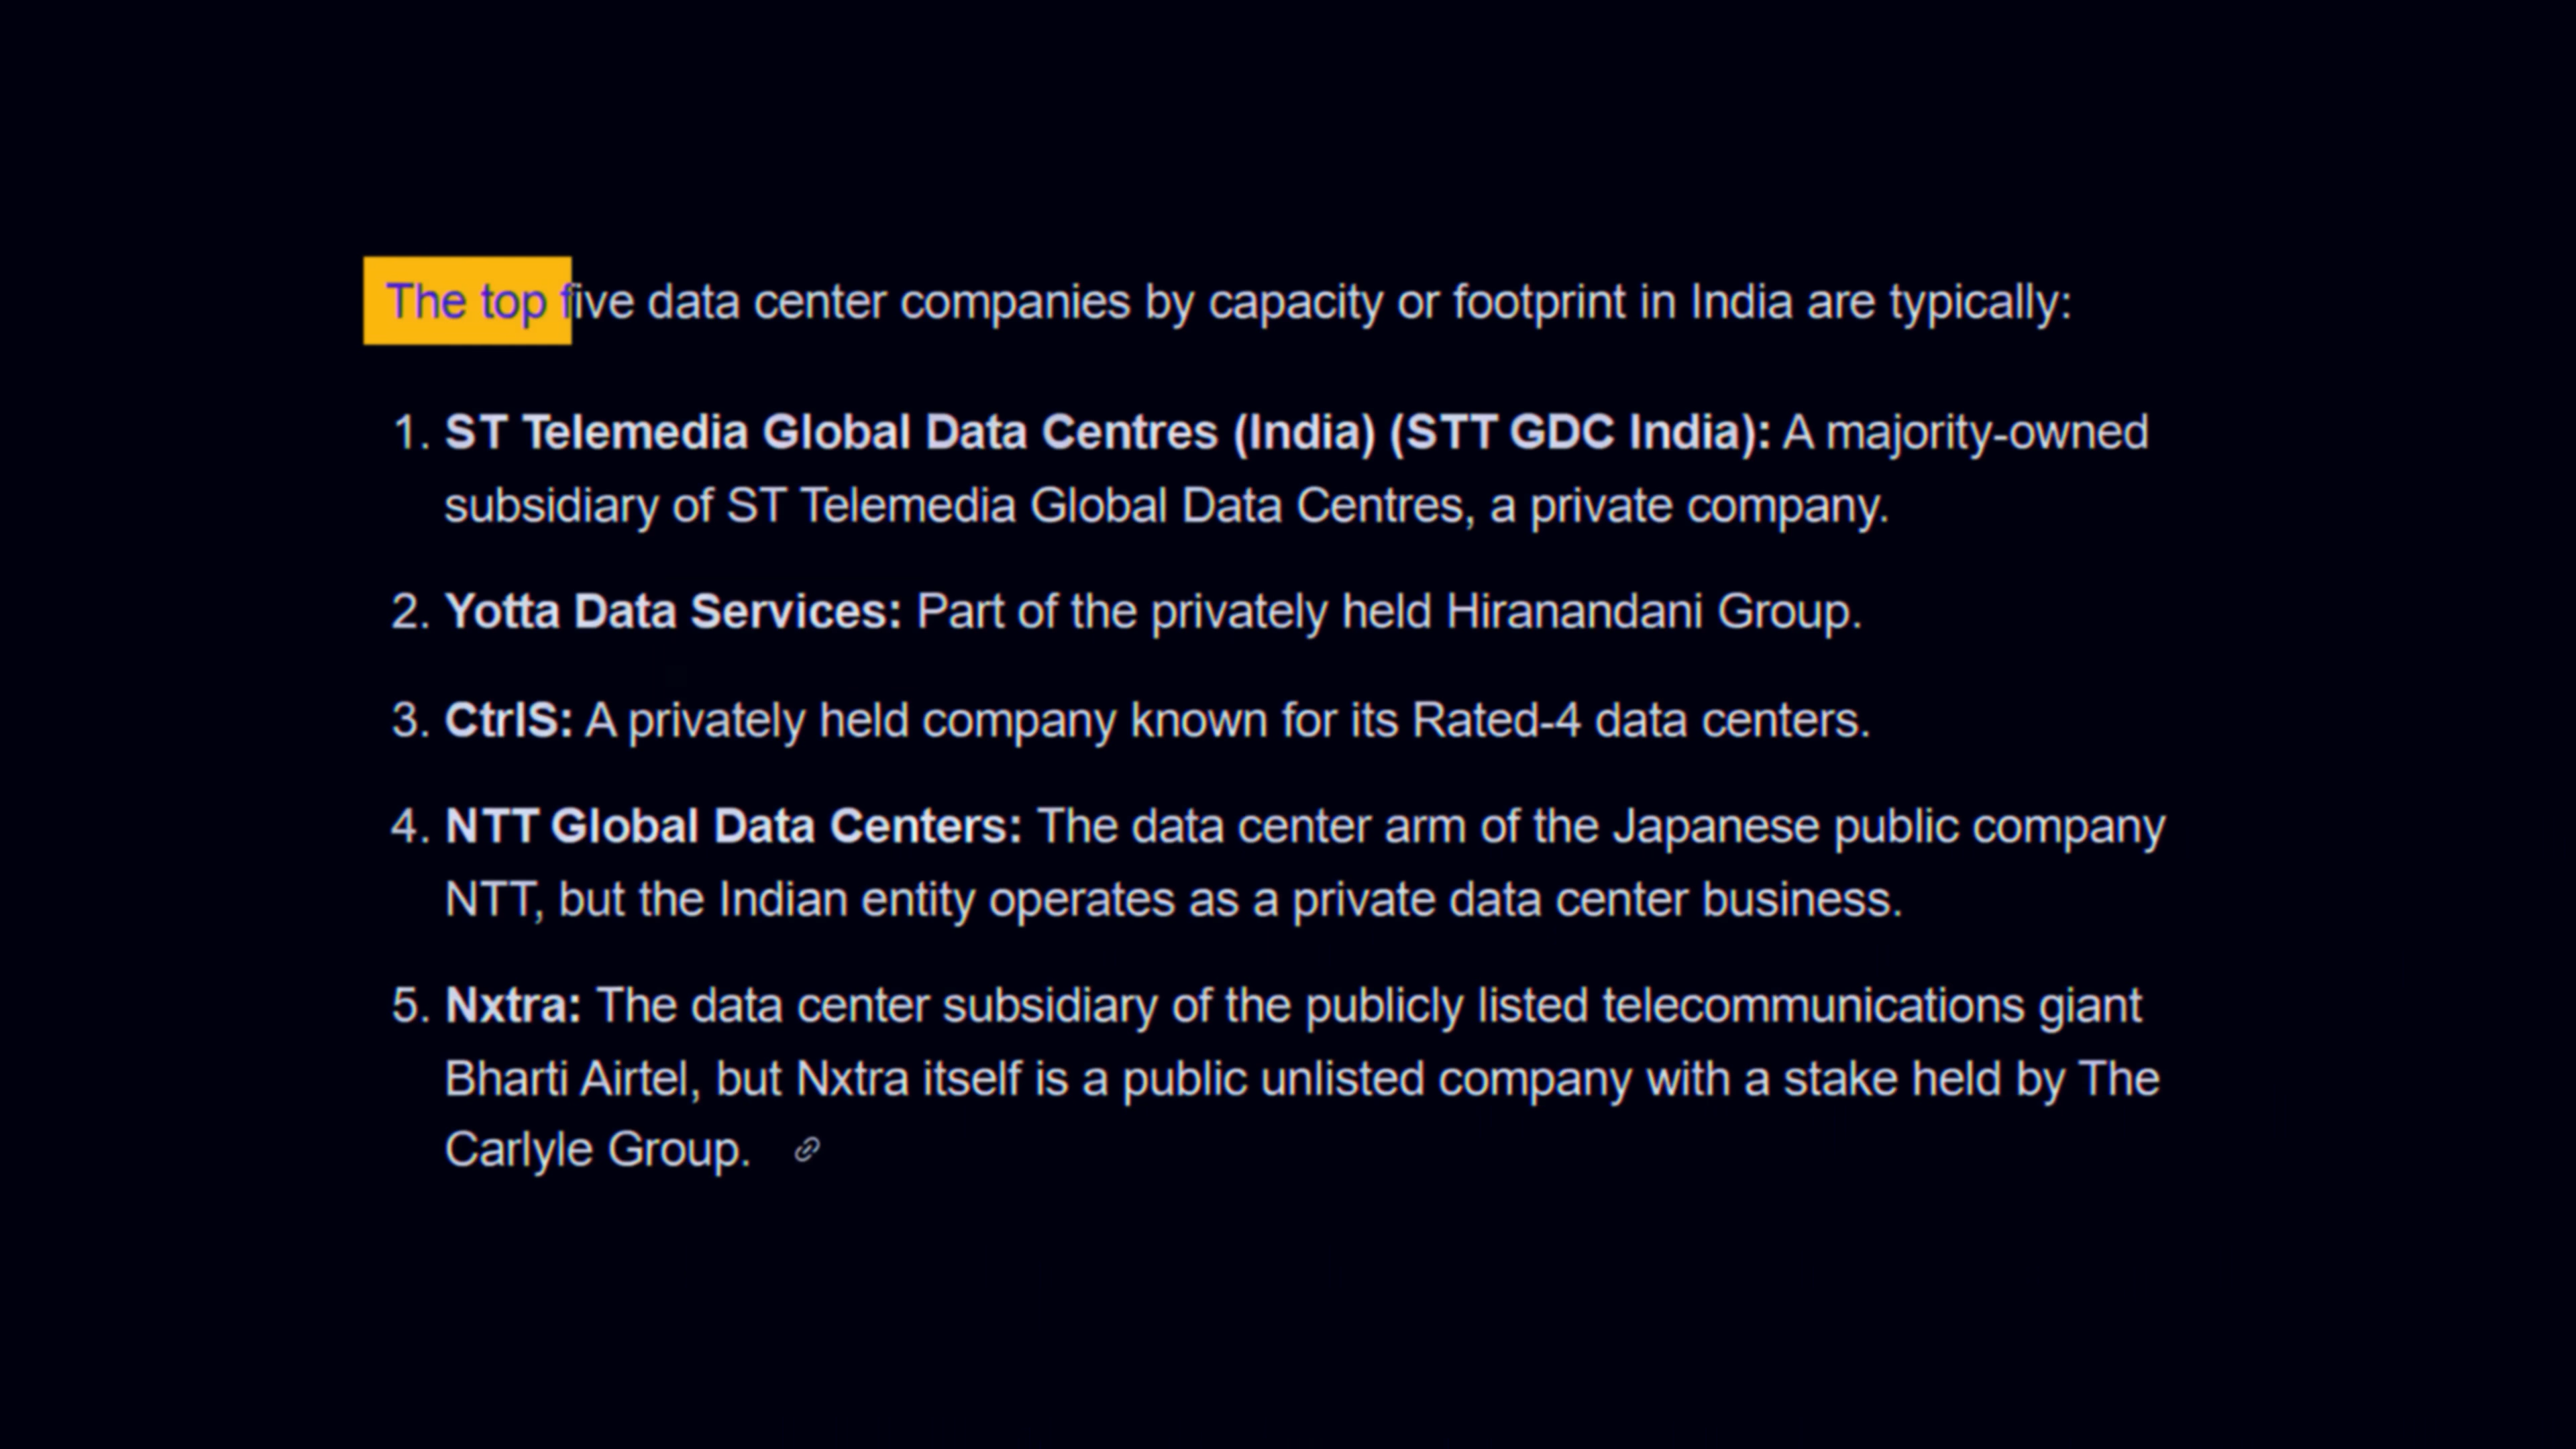 The top five data center companies by capacity or footprint in India are typically:
1. ST Telemedia Global Data Centres (India) (STT GDC India): A majority-owned
subsidiary of ST Telemedia Global Data Centres, a private company.
2. Yotta Data Services: Part of the privately held Hiranandani Group.
3. CtrlS: A privately held company known for its Rated-4 data centers.
4. NTT Global Data Centers: The data center arm of the Japanese public company
NTT, but the Indian entity operates as a private data center business.
5. Nxtra: The data center subsidiary of the publicly listed telecommunications giant
Bharti Airtel, but Nxtra itself is a public unlisted company with a stake held by The
Carlyle Group.